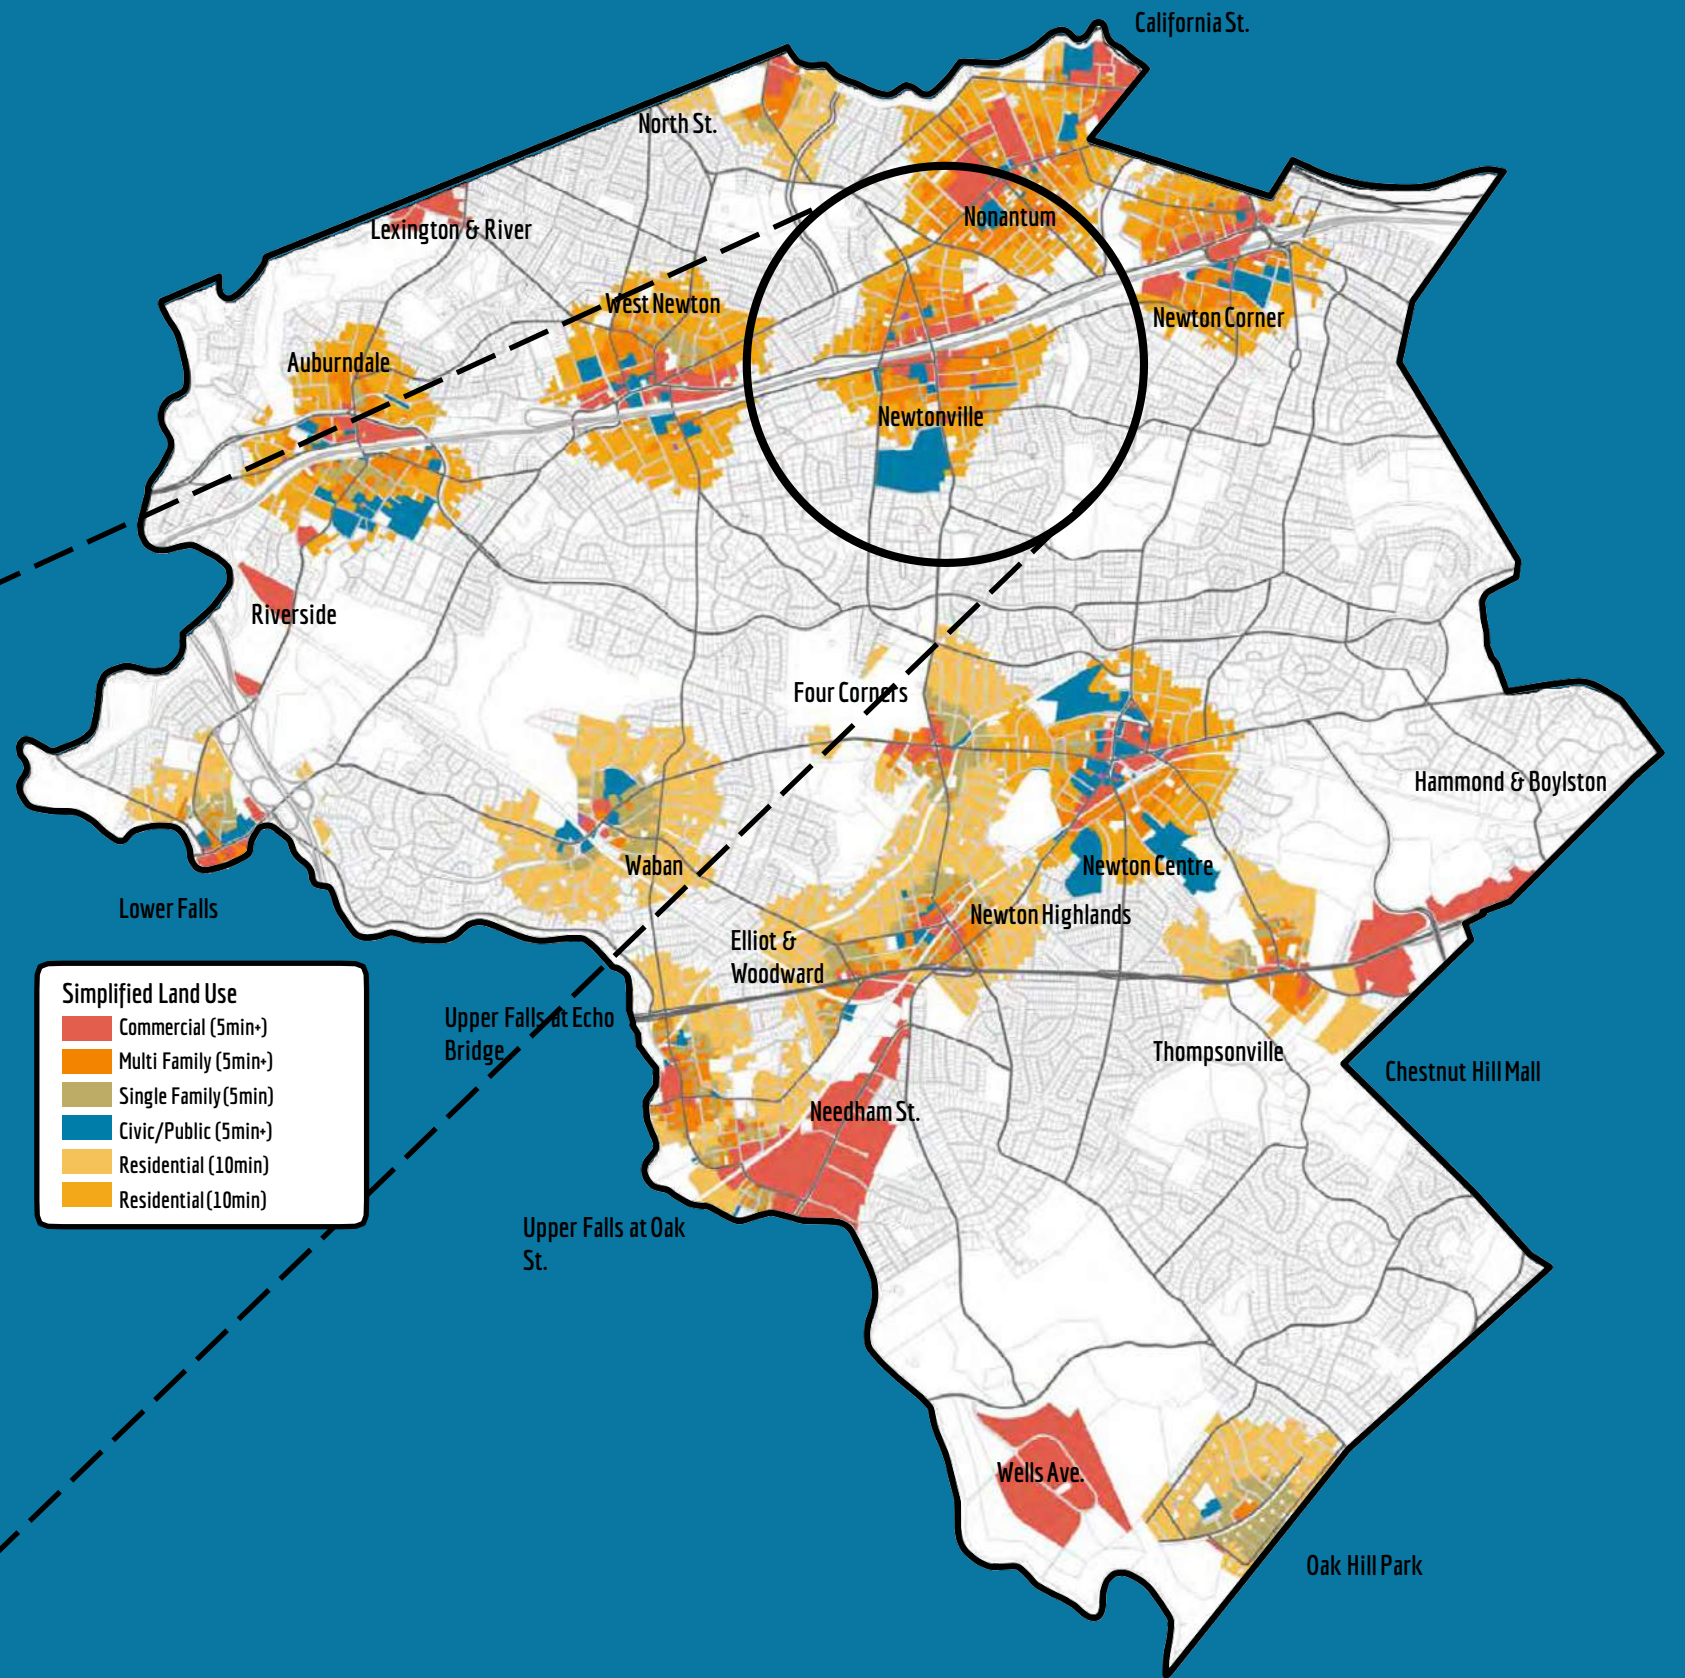 California St.
North St.
Lexington & River
Nonantum
West Newton
Newton Corner
Auburndale
Newtonville
Riverside
Four Corners
Hammond & Boylston
Waban
Newton Centre
Lower Falls
Newton Highlands
Elliot &
Woodward
Upper Falls at Echo
Bridge
Thompsonville
Chestnut Hill Mall
Needham St.
Upper Falls at Oak
St.
Wells Ave.
Oak Hill Park
Simplified Land Use
Commercial (5min+)
Multi Family (5min+)
Single Family (5min)
Civic/Public (5min+)
Residential (10min)
Residential (10min)